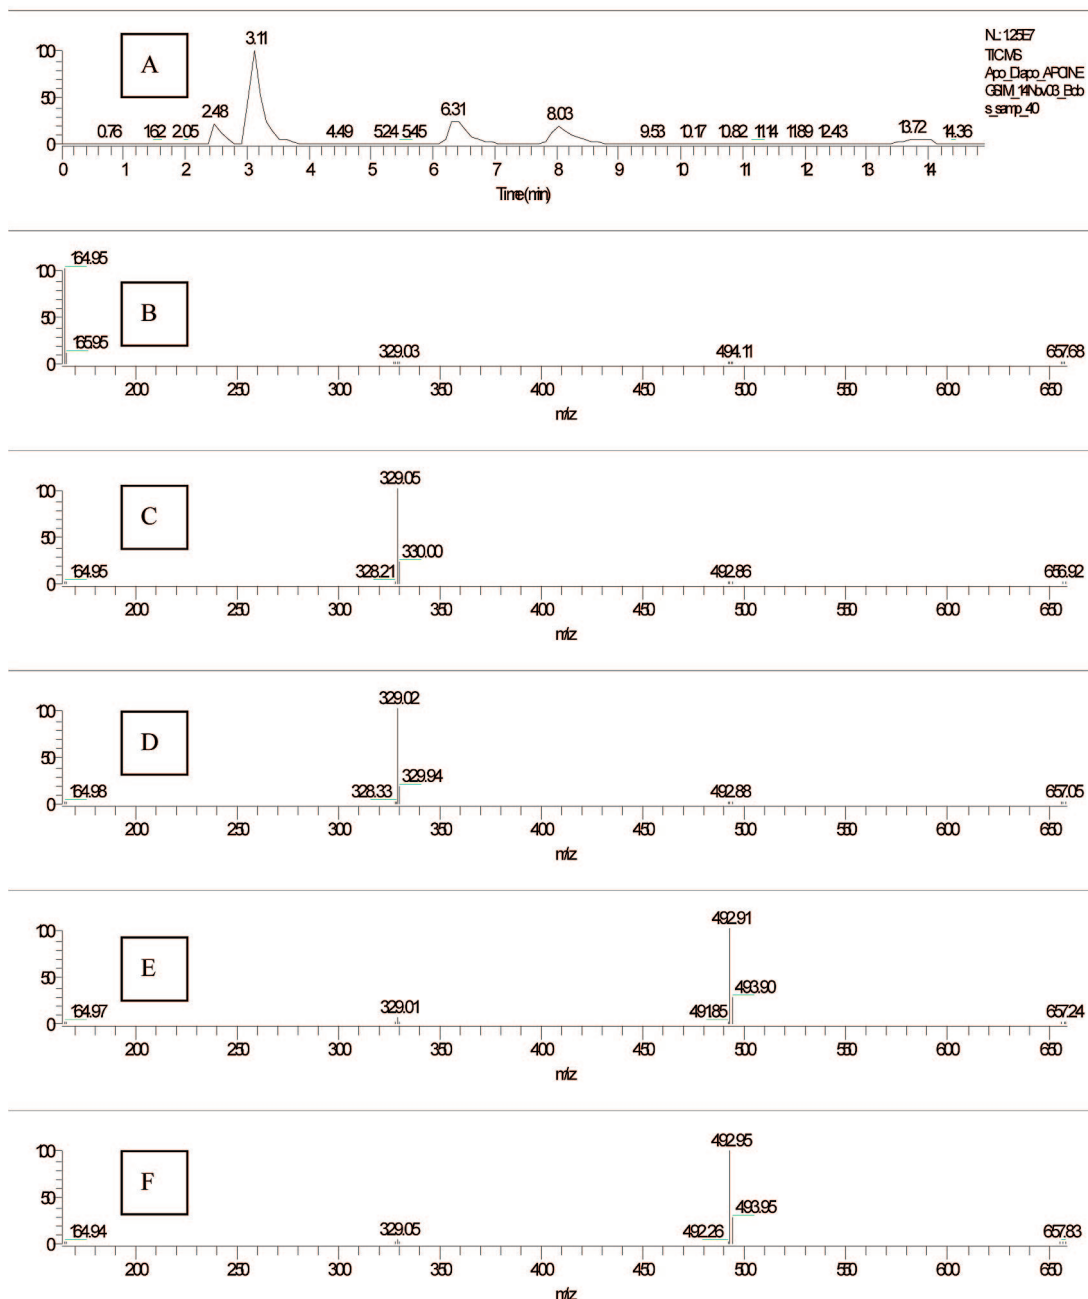 3.11
NL: 1.25E7
TIC MS
Apo_Diapo_APOINE
GSIM_14Nov03_Bob
s_samp_40
100
A
2.48
6.31
8.03
50
0.76 1.62 2.05 4.49 5.24 5.45 9.53 10.17 10.82 11.14 11.89 12.43 13.72 14.36
0
0 1 2 3 4 5 6 7 8 9 10 11 12 13 14
Time (min)
164.95
100
B
50
165.95 329.03 494.11 657.68
0
200 250 300 350 400 450 500 550 600 650
m/z
329.05
100
C
50
330.00
164.95 328.21 492.86 656.92
0
200 250 300 350 400 450 500 550 600 650
m/z
329.02
100
D
50
329.94
164.98 328.33 492.88 657.05
0
200 250 300 350 400 450 500 550 600 650
m/z
492.91
100
E
50
493.90
164.97 329.01 491.85 657.24
0
200 250 300 350 400 450 500 550 600 650
m/z
492.95
100
F
50
493.95
164.94 329.05 492.26 657.83
0
200 250 300 350 400 450 500 550 600 650
m/z